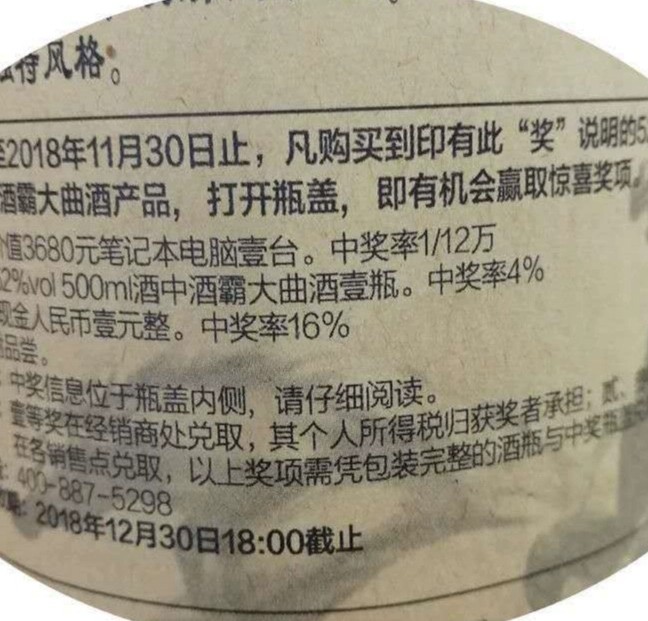 独特风格。
至2018年11月30日止，凡购买到印有此“奖”说明的5
酒霸大曲酒产品，打开瓶盖，即有机会赢取惊喜奖项。
值3680元笔记本电脑壹台。中奖率1/12万
2%vol 500ml酒中酒霸大曲酒壹瓶。中奖率4%
现金人民币壹元整。中奖率16%
品尝。
中奖信息位于瓶盖内侧，请仔细阅读。
壹等奖在经销商处兑取，其个人所得税归获奖者承担；贰、
在各销售点兑取，以上奖项需凭包装完整的酒瓶与中奖瓶盖
400-887-5298
2018年12月30日18:00截止